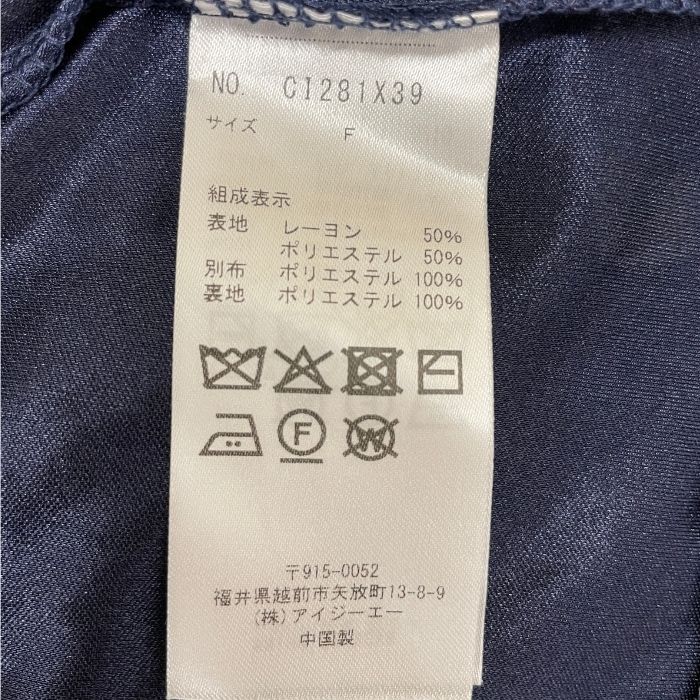 NO. CI281X39
サイズ F
組成表示
表地 レーヨン 50%
ポリエステル 50%
別布 ポリエステル 100%
裏地 ポリエステル 100%
F
W
〒915-0052
福井県越前市矢放町13-8-9
(株)アイジーエー
中国製